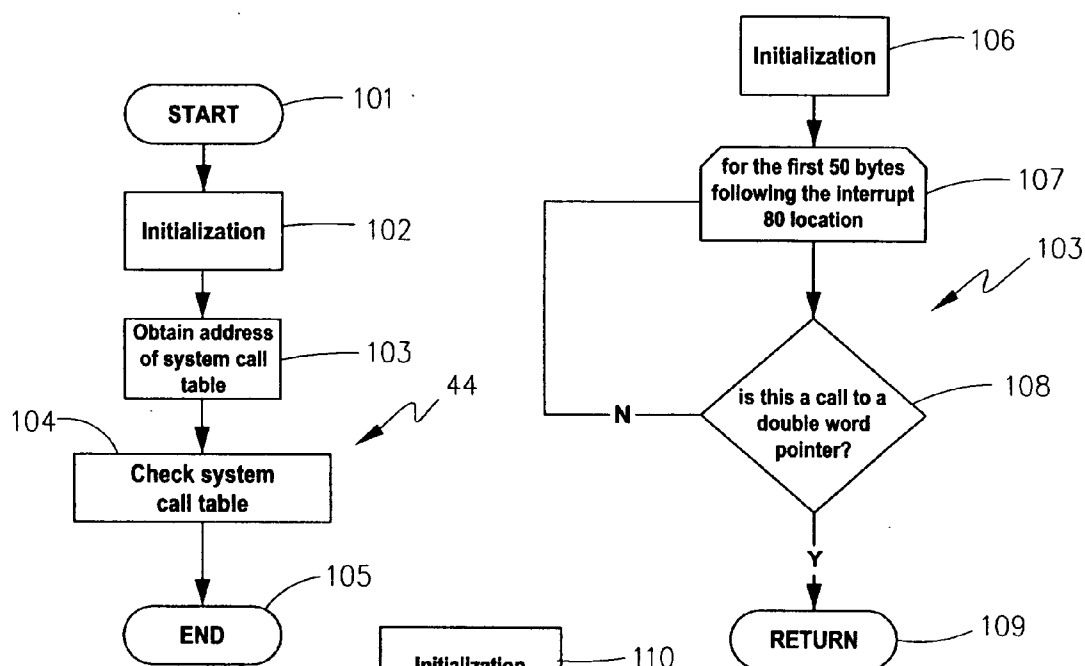 START
101
Initialization
102
Obtain address
of system call
table
103
44
104
Check system
call table
END
105
Initialization
106
for the first 50 bytes
following the interrupt
80 location
107
103
is this a call to a
double word
pointer?
108
N
Y
RETURN
109
Initialization
110